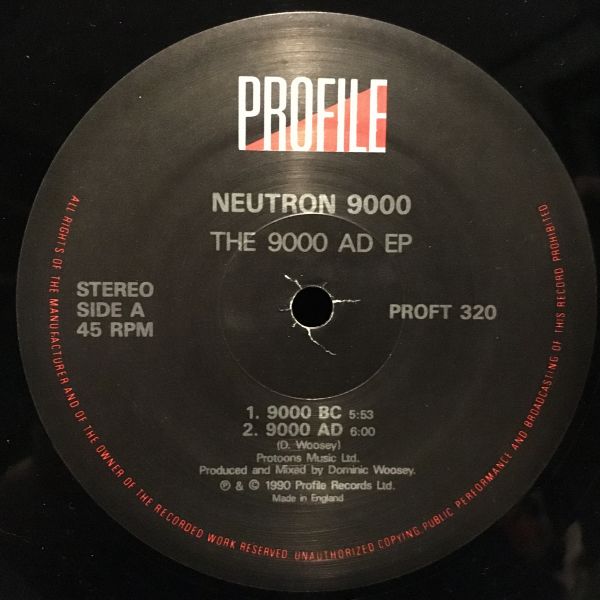 PROFILE
NEUTRON 9000
THE 9000 AD EP
STEREO
SIDE A
45 RPM
PROFT 320
1. 9000 BC 5:53
2. 9000 AD 6:00
(D. Woosey)
Protoons Music Ltd.
Produced and Mixed by Dominic Woosey.
℗ & © 1990 Profile Records Ltd.
Made in England
ALL RIGHTS OF THE MANUFACTURER AND OF THE OWNER OF THE RECORDED WORK RESERVED. UNAUTHORIZED COPYING, PUBLIC PERFORMANCE AND BROADCASTING OF THIS RECORD PROHIBITED